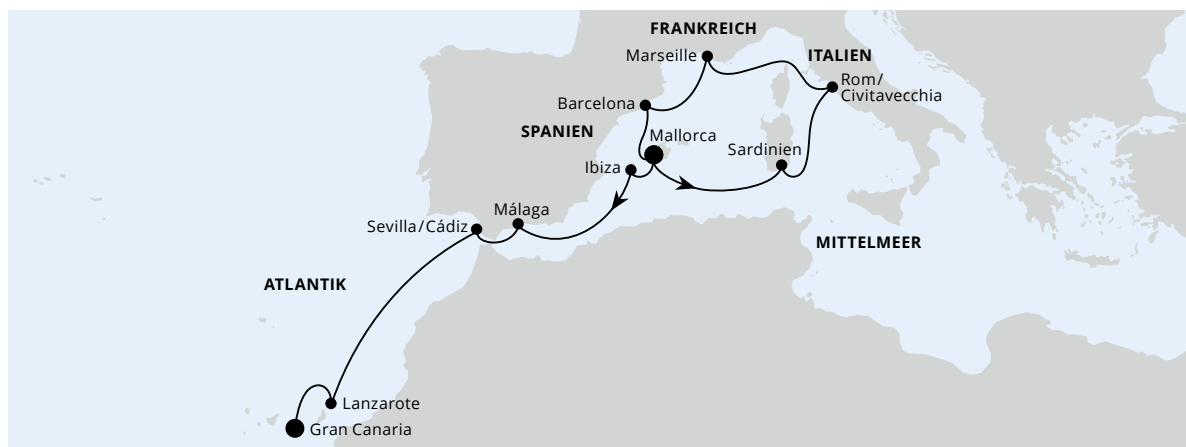 FRANKREICH
Marseille
ITALIEN
Rom/
Civitavecchia
Barcelona
SPANIEN
Mallorca
Sardinien
Ibiza
Málaga
Sevilla/Cádiz
MITTELMEER
ATLANTIK
Lanzarote
Gran Canaria